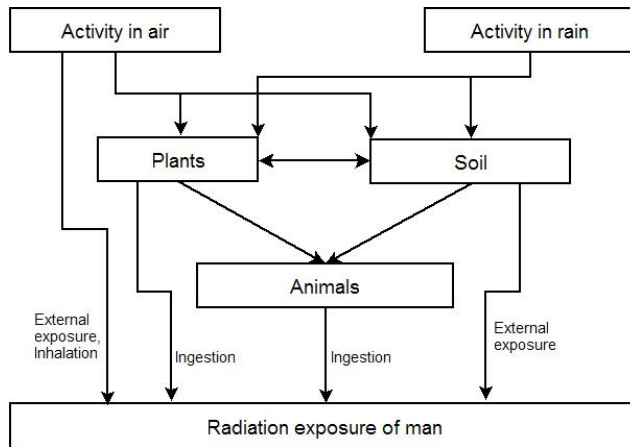 Activity in air
Activity in rain
Plants
Soil
Animals
External
exposure,
Inhalation
Ingestion
Ingestion
External
exposure
Radiation exposure of man